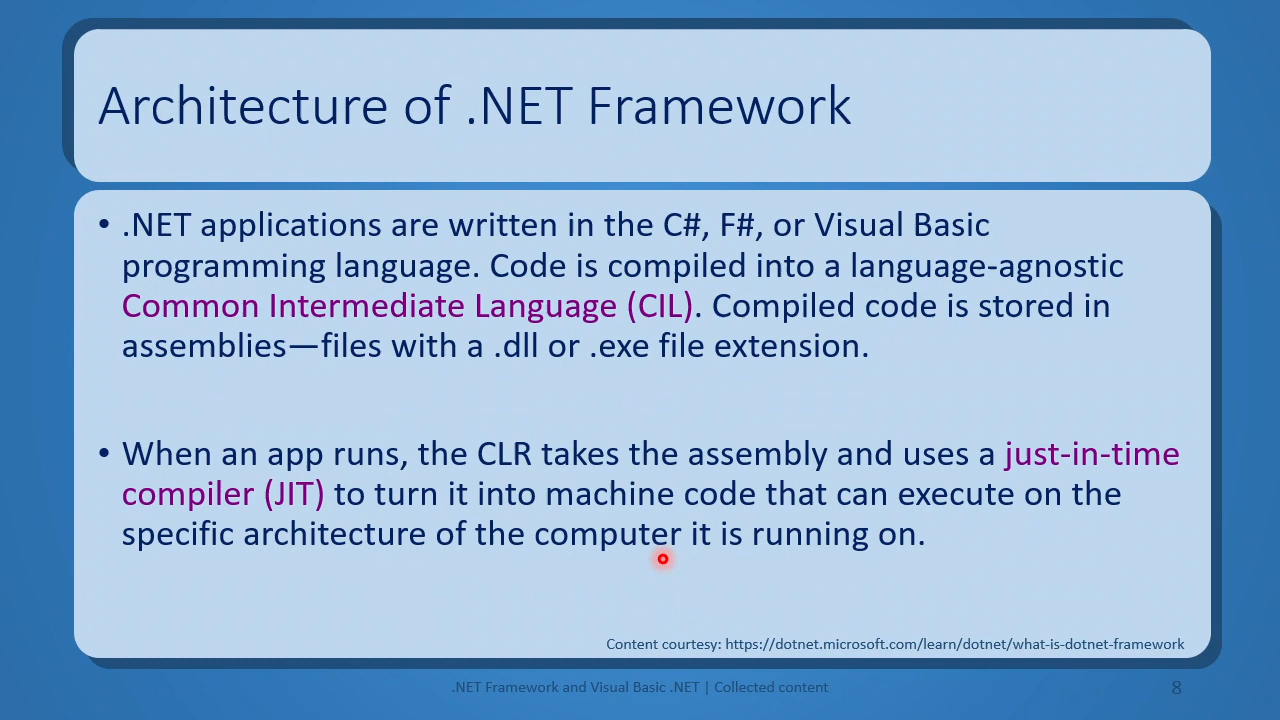 Architecture of .NET Framework
• .NET applications are written in the C#, F#, or Visual Basic
programming language. Code is compiled into a language-agnostic
Common Intermediate Language (CIL). Compiled code is stored in
assemblies—files with a .dll or .exe file extension.
• When an app runs, the CLR takes the assembly and uses a just-in-time
compiler (JIT) to turn it into machine code that can execute on the
specific architecture of the computer it is running on.
Content courtesy: https://dotnet.microsoft.com/learn/dotnet/what-is-dotnet-framework
.NET Framework and Visual Basic .NET | Collected content
8